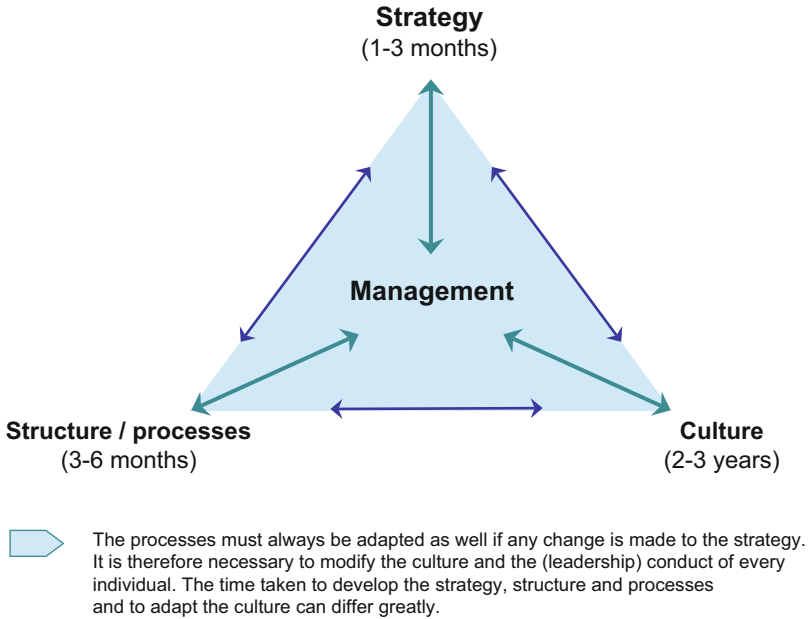 Strategy
(1-3 months)
Management
Structure / processes
(3-6 months)
Culture
(2-3 years)
The processes must always be adapted as well if any change is made to the strategy.
It is therefore necessary to modify the culture and the (leadership) conduct of every
individual. The time taken to develop the strategy, structure and processes
and to adapt the culture can differ greatly.